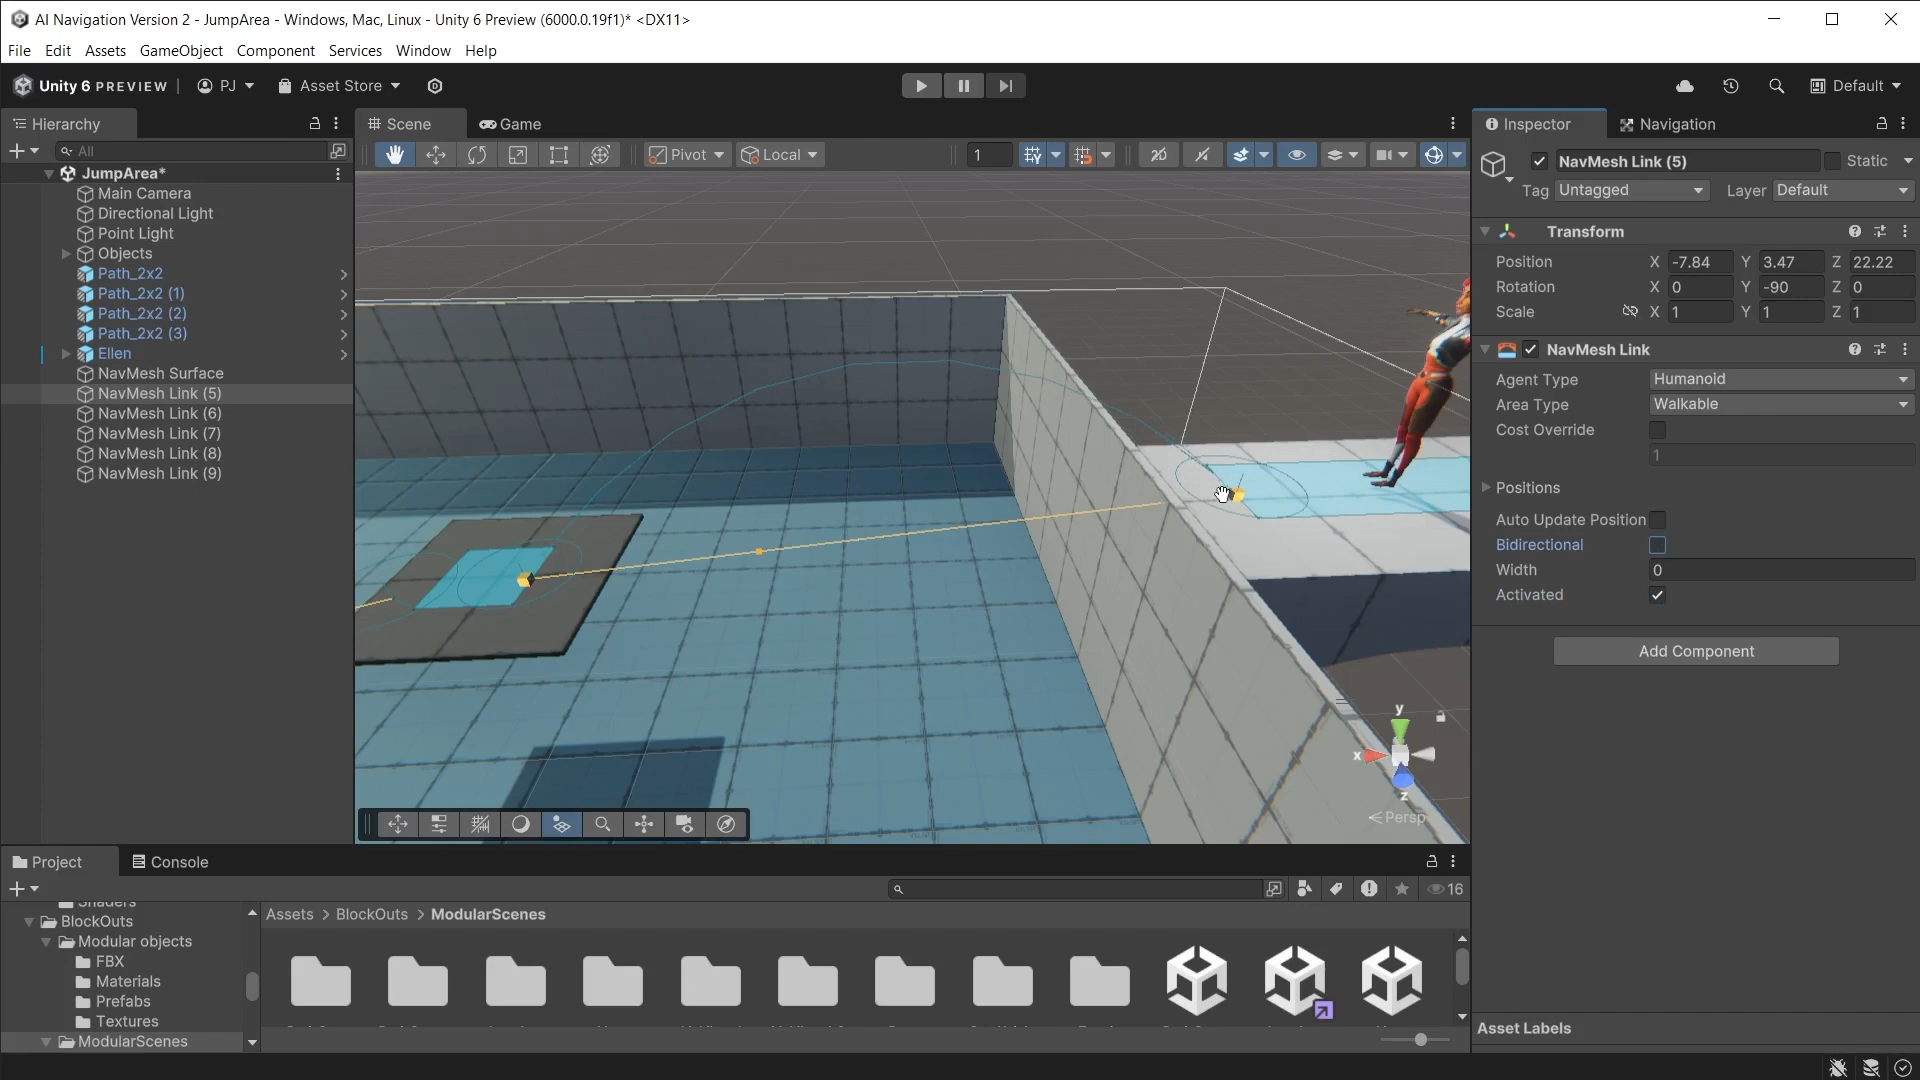 AI Navigation Version 2 - JumpArea - Windows, Mac, Linux - Unity 6 Preview (6000.0.19f1)* <DX11>
File Edit Assets GameObject Component Services Window Help
Unity 6 PREVIEW PJ Asset Store Default
Hierarchy Scene Game Inspector Navigation
All Pivot Local 1 2D
NavMesh Link (5) Static
Tag Untagged Layer Default
JumpArea*
Main Camera
Directional Light
Point Light
Objects
Path_2x2
Path_2x2 (1)
Path_2x2 (2)
Path_2x2 (3)
Ellen
NavMesh Surface
NavMesh Link (5)
NavMesh Link (6)
NavMesh Link (7)
NavMesh Link (8)
NavMesh Link (9)
Transform
Position X -7.84 Y 3.47 Z 22.22
Rotation X 0 Y -90 Z 0
Scale X 1 Y 1 Z 1
NavMesh Link
Agent Type Humanoid
Area Type Walkable
Cost Override
1
Positions
Auto Update Position
Bidirectional
Width 0
Activated
Add Component
y
x
z
Persp
Project Console
16
Shaders
BlockOuts
Modular objects
FBX
Materials
Prefabs
Textures
ModularScenes
Assets > BlockOuts > ModularScenes
Asset Labels